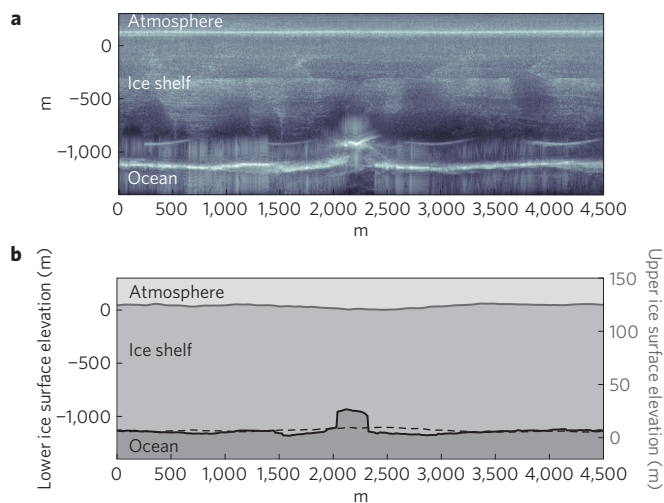 a
Atmosphere
Ice shelf
Ocean
m
0
−500
−1,000
0 500 1,000 1,500 2,000 2,500 3,000 3,500 4,000 4,500
m
b
Lower ice surface elevation (m)
Upper ice surface elevation (m)
Atmosphere
Ice shelf
Ocean
0
−500
−1,000
150
100
50
0
0 500 1,000 1,500 2,000 2,500 3,000 3,500 4,000 4,500
m